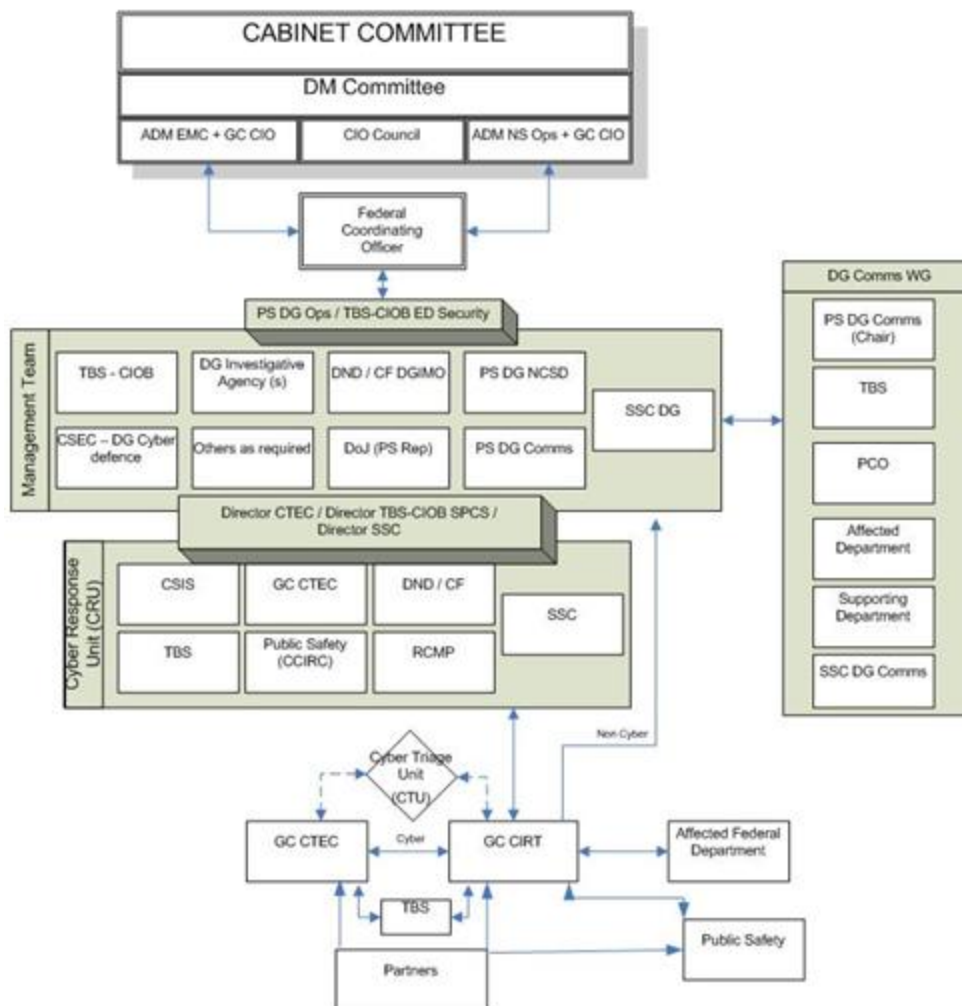 CABINET COMMITTEE
DM Committee
ADM EMC + GC CIO
CIO Council
ADM NS Ops + GC CIO
Federal
Coordinating
Officer
PS DG Ops / TBS-CIOB ED Security
Management Team
TBS - CIOB
DG Investigative
Agency (s)
DND / CF DGIMO
PS DG NCSD
SSC DG
CSEC – DG Cyber
defence
Others as required
DoJ (PS Rep)
PS DG Comms
DG Comms WG
PS DG Comms
(Chair)
TBS
PCO
Affected
Department
Supporting
Department
SSC DG Comms
Director CTEC / Director TBS-CIOB SPCS /
Director SSC
Cyber Response
Unit (CRU)
CSIS
GC CTEC
DND / CF
SSC
TBS
Public Safety
(CCIRC)
RCMP
Non Cyber
Cyber Triage
Unit
(CTU)
GC CTEC
Cyber
GC CIRT
Affected Federal
Department
TBS
Public Safety
Partners